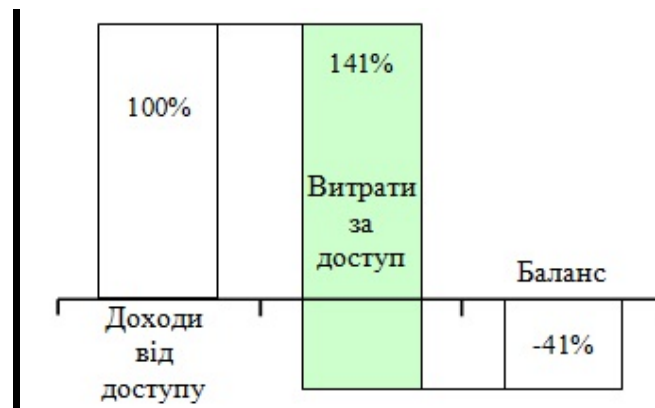 100%
Доходи
від
доступу
141%
Витрати
за
доступ
Баланс
-41%